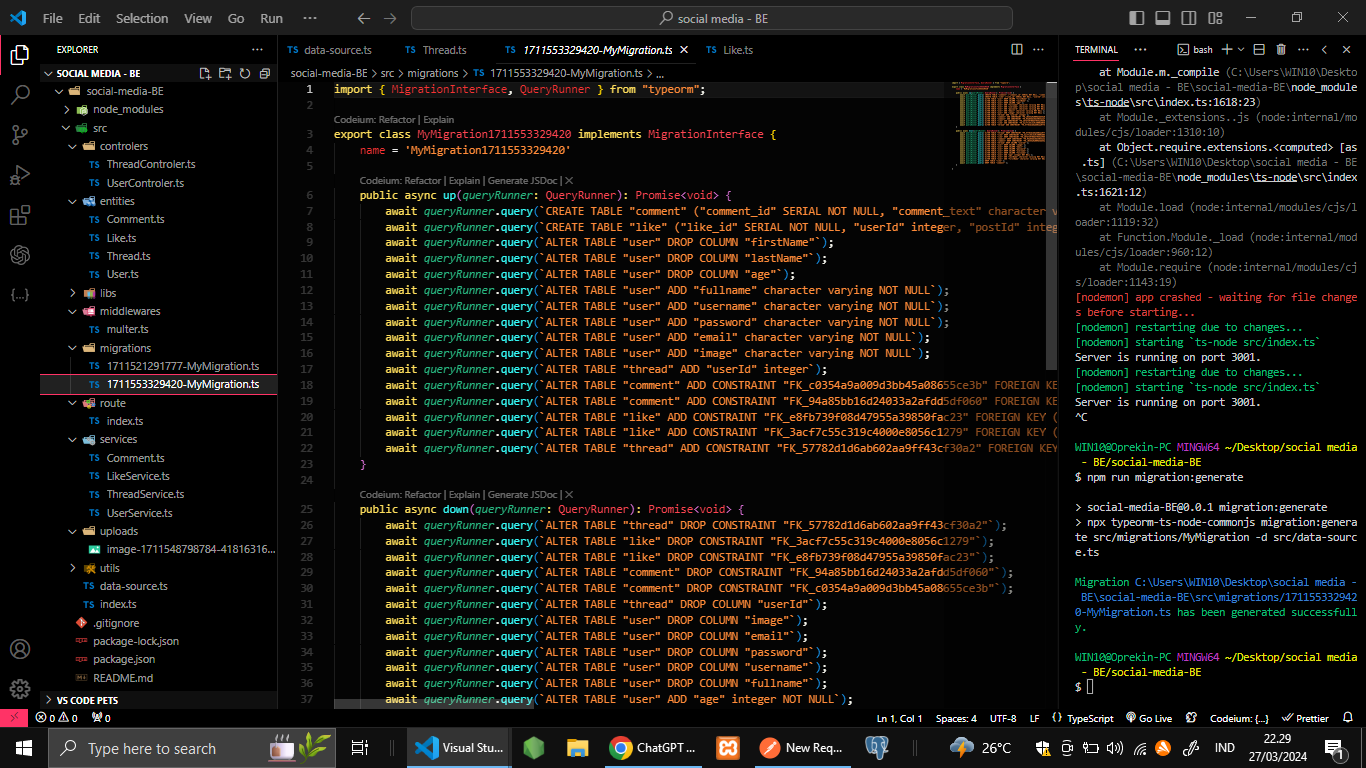 File Edit Selection View Go Run ··· social media - BE
EXPLORER
SOCIAL MEDIA - BE
social-media-BE
node_modules
src
controlers
ThreadControler.ts
UserControler.ts
entities
Comment.ts
Like.ts
Thread.ts
User.ts
libs
middlewares
multer.ts
migrations
1711521291777-MyMigration.ts
1711553329420-MyMigration.ts
route
index.ts
services
Comment.ts
LikeService.ts
ThreadService.ts
UserService.ts
uploads
image-1711548798784-41816316...
utils
data-source.ts
index.ts
.gitignore
package-lock.json
package.json
README.md
VS CODE PETS
data-source.ts Thread.ts 1711553329420-MyMigration.ts Like.ts
social-media-BE > src > migrations > 1711553329420-MyMigration.ts > ...
1 import { MigrationInterface, QueryRunner } from "typeorm";
2
Codeium: Refactor | Explain
3 export class MyMigration1711553329420 implements MigrationInterface {
4 name = 'MyMigration1711553329420'
5
Codeium: Refactor | Explain | Generate JSDoc | X
6 public async up(queryRunner: QueryRunner): Promise<void> {
7 await queryRunner.query(`CREATE TABLE "comment" ("comment_id" SERIAL NOT NULL, "comment_text" character v
8 await queryRunner.query(`CREATE TABLE "like" ("like_id" SERIAL NOT NULL, "userId" integer, "postId" integ
9 await queryRunner.query(`ALTER TABLE "user" DROP COLUMN "firstName"`);
10 await queryRunner.query(`ALTER TABLE "user" DROP COLUMN "lastName"`);
11 await queryRunner.query(`ALTER TABLE "user" DROP COLUMN "age"`);
12 await queryRunner.query(`ALTER TABLE "user" ADD "fullname" character varying NOT NULL`);
13 await queryRunner.query(`ALTER TABLE "user" ADD "username" character varying NOT NULL`);
14 await queryRunner.query(`ALTER TABLE "user" ADD "password" character varying NOT NULL`);
15 await queryRunner.query(`ALTER TABLE "user" ADD "email" character varying NOT NULL`);
16 await queryRunner.query(`ALTER TABLE "user" ADD "image" character varying NOT NULL`);
17 await queryRunner.query(`ALTER TABLE "thread" ADD "userId" integer`);
18 await queryRunner.query(`ALTER TABLE "comment" ADD CONSTRAINT "FK_c0354a9a009d3bb45a08655ce3b" FOREIGN KE
19 await queryRunner.query(`ALTER TABLE "comment" ADD CONSTRAINT "FK_94a85bb16d24033a2afdd5df060" FOREIGN KE
20 await queryRunner.query(`ALTER TABLE "like" ADD CONSTRAINT "FK_e8fb739f08d47955a39850fac23" FOREIGN KEY (
21 await queryRunner.query(`ALTER TABLE "like" ADD CONSTRAINT "FK_3acf7c55c319c4000e8056c1279" FOREIGN KEY (
22 await queryRunner.query(`ALTER TABLE "thread" ADD CONSTRAINT "FK_57782d1d6ab602aa9ff43cf30a2" FOREIGN KEY
23 }
24
Codeium: Refactor | Explain | Generate JSDoc | X
25 public async down(queryRunner: QueryRunner): Promise<void> {
26 await queryRunner.query(`ALTER TABLE "thread" DROP CONSTRAINT "FK_57782d1d6ab602aa9ff43cf30a2"`);
27 await queryRunner.query(`ALTER TABLE "like" DROP CONSTRAINT "FK_3acf7c55c319c4000e8056c1279"`);
28 await queryRunner.query(`ALTER TABLE "like" DROP CONSTRAINT "FK_e8fb739f08d47955a39850fac23"`);
29 await queryRunner.query(`ALTER TABLE "comment" DROP CONSTRAINT "FK_94a85bb16d24033a2afdd5df060"`);
30 await queryRunner.query(`ALTER TABLE "comment" DROP CONSTRAINT "FK_c0354a9a009d3bb45a08655ce3b"`);
31 await queryRunner.query(`ALTER TABLE "thread" DROP COLUMN "userId"`);
32 await queryRunner.query(`ALTER TABLE "user" DROP COLUMN "image"`);
33 await queryRunner.query(`ALTER TABLE "user" DROP COLUMN "email"`);
34 await queryRunner.query(`ALTER TABLE "user" DROP COLUMN "password"`);
35 await queryRunner.query(`ALTER TABLE "user" DROP COLUMN "username"`);
36 await queryRunner.query(`ALTER TABLE "user" DROP COLUMN "fullname"`);
37 await queryRunner.query(`ALTER TABLE "user" ADD "age" integer NOT NULL`);
TERMINAL ··· bash
at Module.m._compile (C:\Users\WIN10\Deskto
p\social media - BE\social-media-BE\node_module
s\ts-node\src\index.ts:1618:23)
at Module._extensions..js (node:internal/mo
dules/cjs/loader:1310:10)
at Object.require.extensions.<computed> [as
.ts] (C:\Users\WIN10\Desktop\social media - BE
\social-media-BE\node_modules\ts-node\src\index
.ts:1621:12)
at Module.load (node:internal/modules/cjs/l
oader:1119:32)
at Function.Module._load (node:internal/mod
ules/cjs/loader:960:12)
at Module.require (node:internal/modules/cj
s/loader:1143:19)
[nodemon] app crashed - waiting for file change
s before starting...
[nodemon] restarting due to changes...
[nodemon] starting `ts-node src/index.ts`
Server is running on port 3001.
[nodemon] restarting due to changes...
[nodemon] starting `ts-node src/index.ts`
Server is running on port 3001.
^C
WIN10@Oprekin-PC MINGW64 ~/Desktop/social media
- BE/social-media-BE
$ npm run migration:generate
> social-media-BE@0.0.1 migration:generate
> npx typeorm-ts-node-commonjs migration:genera
te src/migrations/MyMigration -d src/data-sourc
e.ts
Migration C:\Users\WIN10\Desktop\social media -
BE\social-media-BE\src\migrations/171155332942
0-MyMigration.ts has been generated successfull
y.
WIN10@Oprekin-PC MINGW64 ~/Desktop/social media
- BE/social-media-BE
$
0 0 0 Ln 1, Col 1 Spaces: 4 UTF-8 LF {} TypeScript Go Live Codeium: {...} Prettier
Type here to search Visual Stu... ChatGPT ... New Req... 26°C IND 22.29
27/03/2024 1